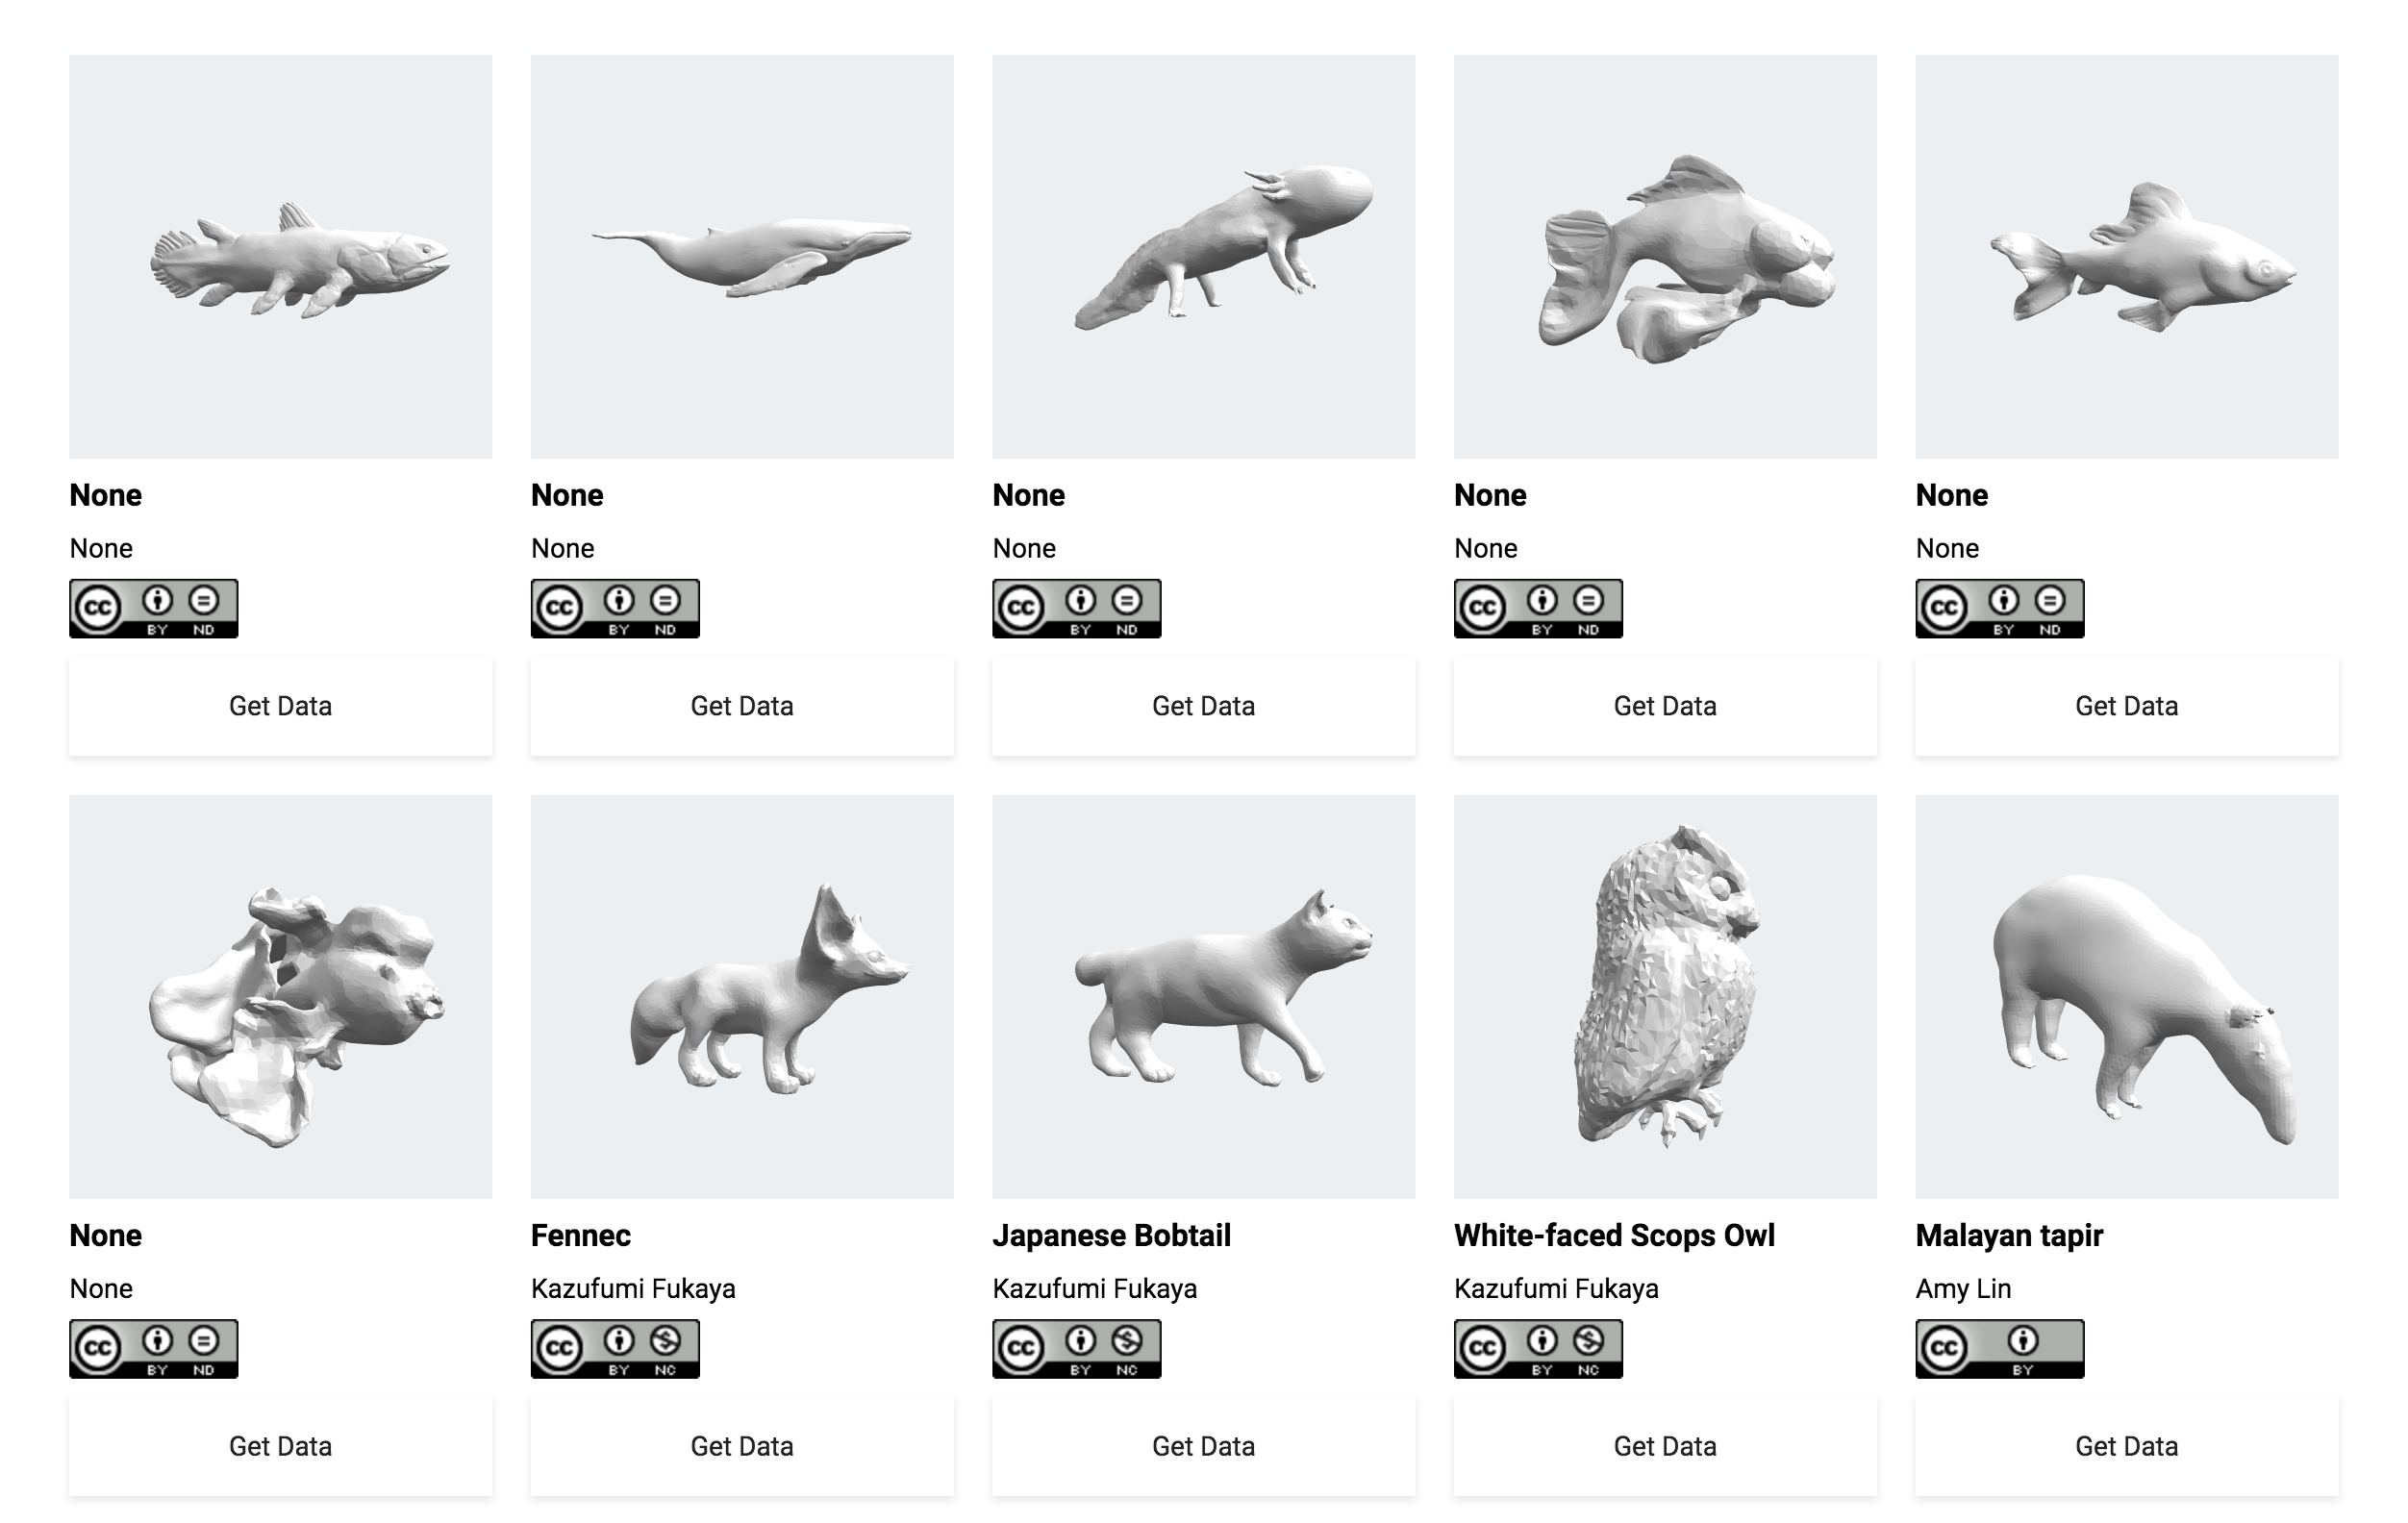 None
None
CC BY ND
Get Data
None
None
CC BY ND
Get Data
None
None
CC BY ND
Get Data
None
None
CC BY ND
Get Data
None
None
CC BY ND
Get Data
None
None
CC BY ND
Get Data
Fennec
Kazufumi Fukaya
CC BY NC
Get Data
Japanese Bobtail
Kazufumi Fukaya
CC BY NC
Get Data
White-faced Scops Owl
Kazufumi Fukaya
CC BY NC
Get Data
Malayan tapir
Amy Lin
CC BY
Get Data